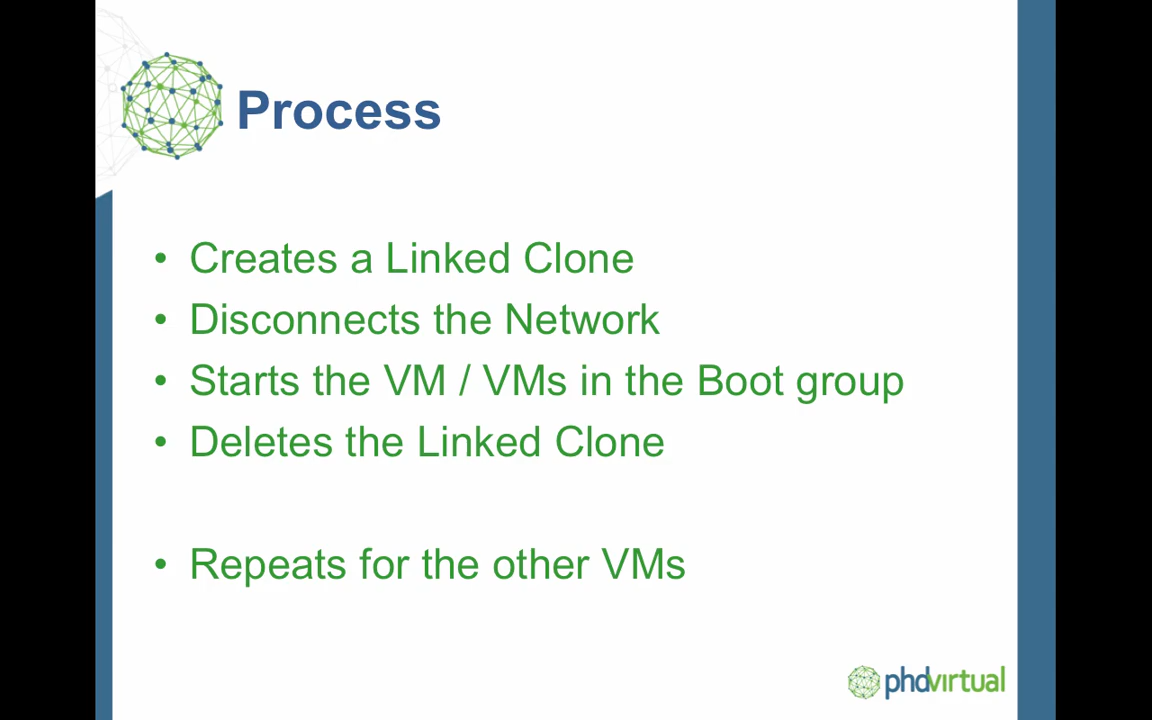 Process
• Creates a Linked Clone
• Disconnects the Network
• Starts the VM / VMs in the Boot group
• Deletes the Linked Clone
• Repeats for the other VMs
phdvirtual